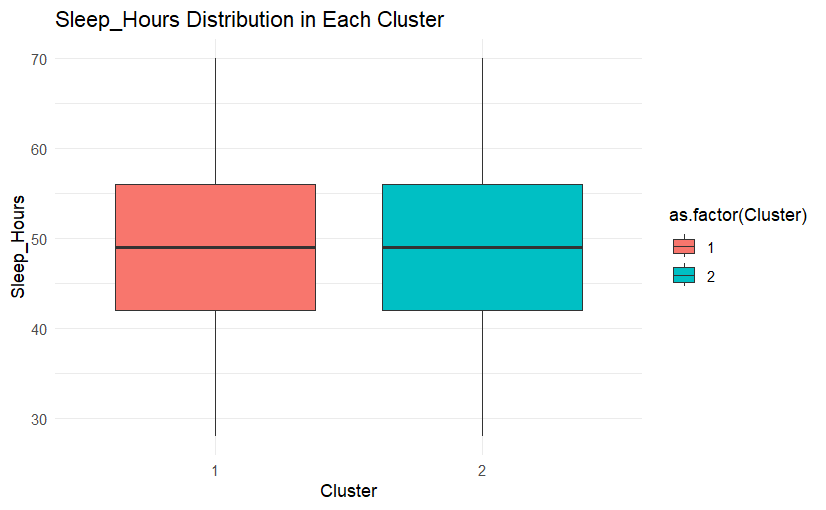 Sleep_Hours Distribution in Each Cluster
70
60
50
40
30
Sleep_Hours
1
2
Cluster
as.factor(Cluster)
1
2